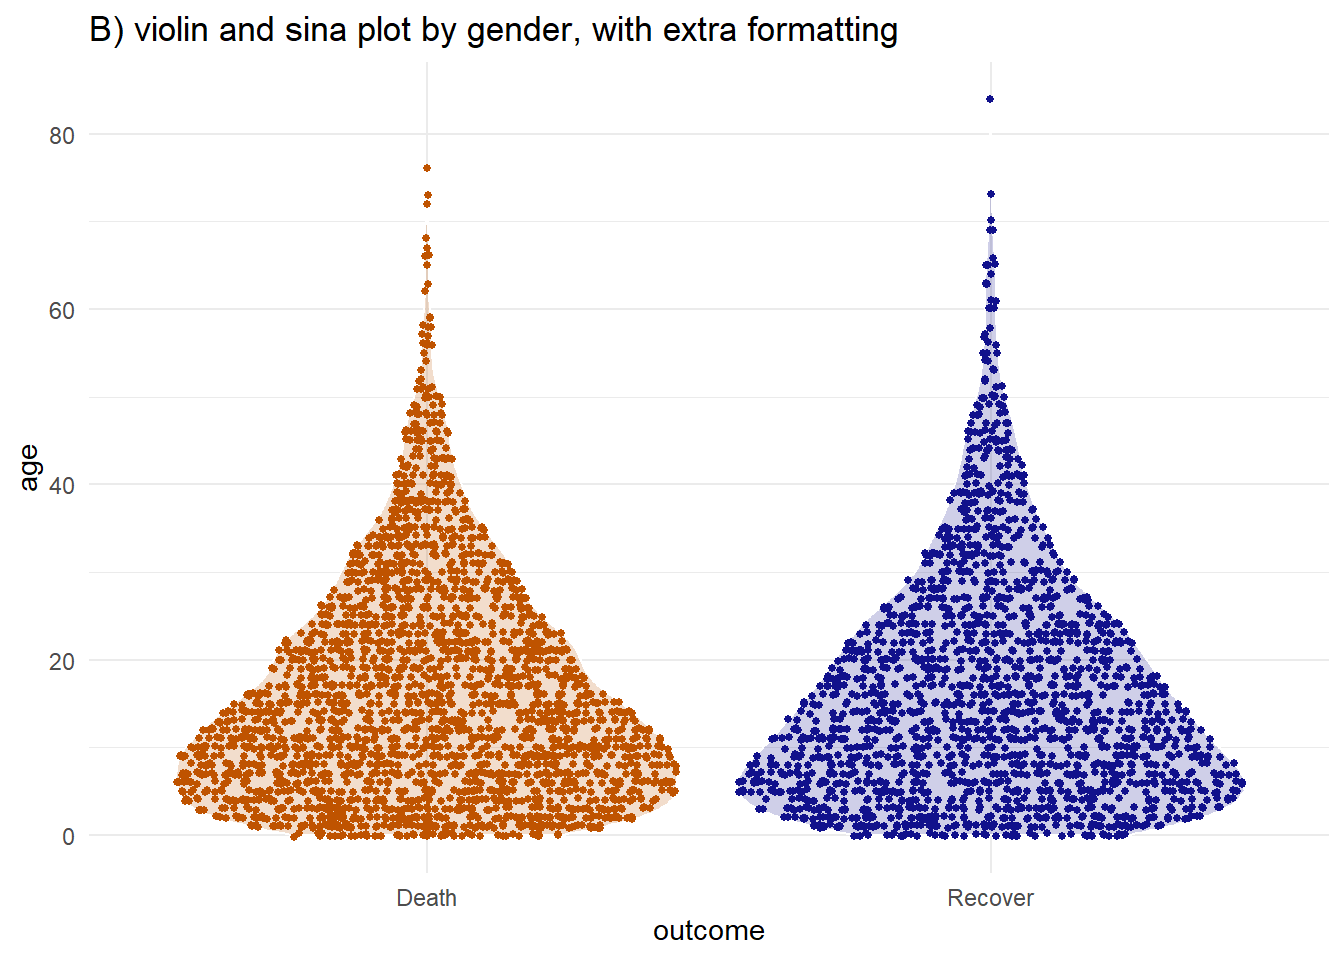 B) violin and sina plot by gender, with extra formatting
80
60
40
20
0
age
Death Recover
outcome